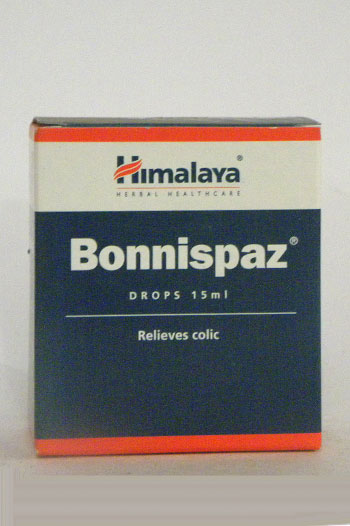 Himalaya®
HERBAL HEALTHCARE
Bonnispaz®
DROPS 15ml
Relieves colic